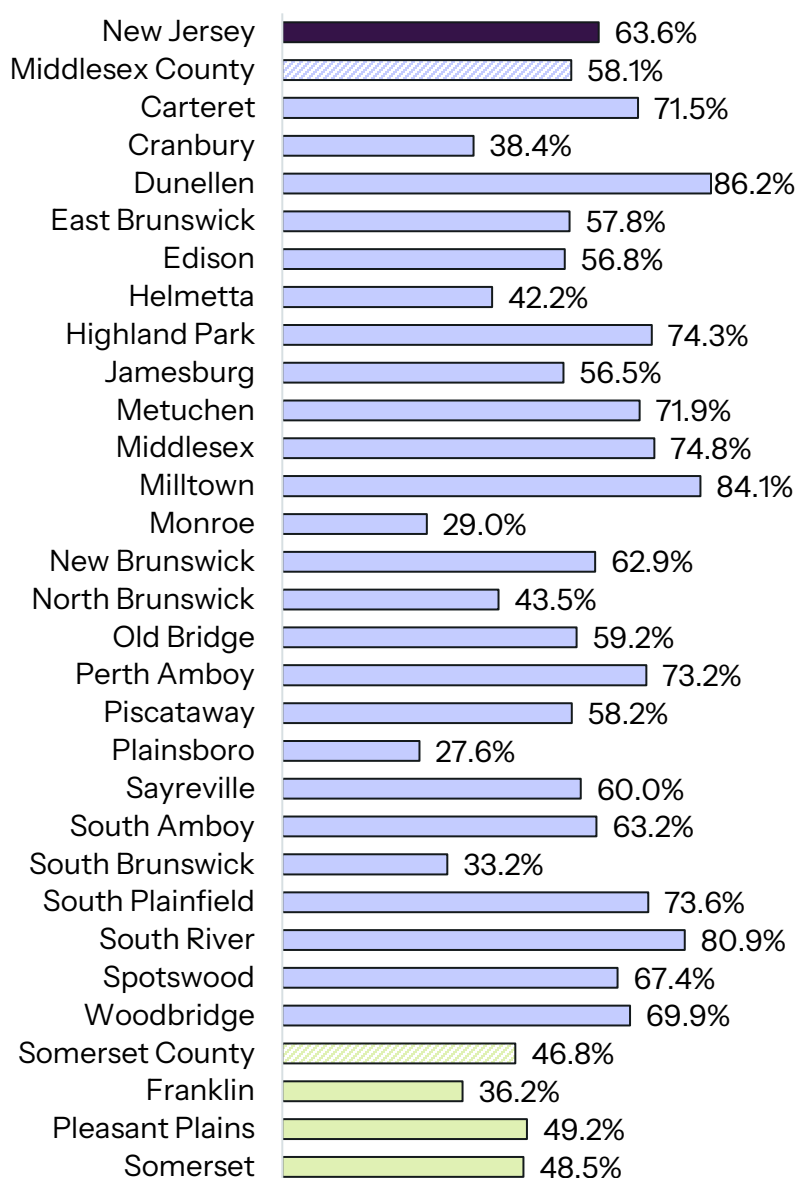 New Jersey 63.6%
Middlesex County 58.1%
Carteret 71.5%
Cranbury 38.4%
Dunellen 86.2%
East Brunswick 57.8%
Edison 56.8%
Helmetta 42.2%
Highland Park 74.3%
Jamesburg 56.5%
Metuchen 71.9%
Middlesex 74.8%
Milltown 84.1%
Monroe 29.0%
New Brunswick 62.9%
North Brunswick 43.5%
Old Bridge 59.2%
Perth Amboy 73.2%
Piscataway 58.2%
Plainsboro 27.6%
Sayreville 60.0%
South Amboy 63.2%
South Brunswick 33.2%
South Plainfield 73.6%
South River 80.9%
Spotswood 67.4%
Woodbridge 69.9%
Somerset County 46.8%
Franklin 36.2%
Pleasant Plains 49.2%
Somerset 48.5%